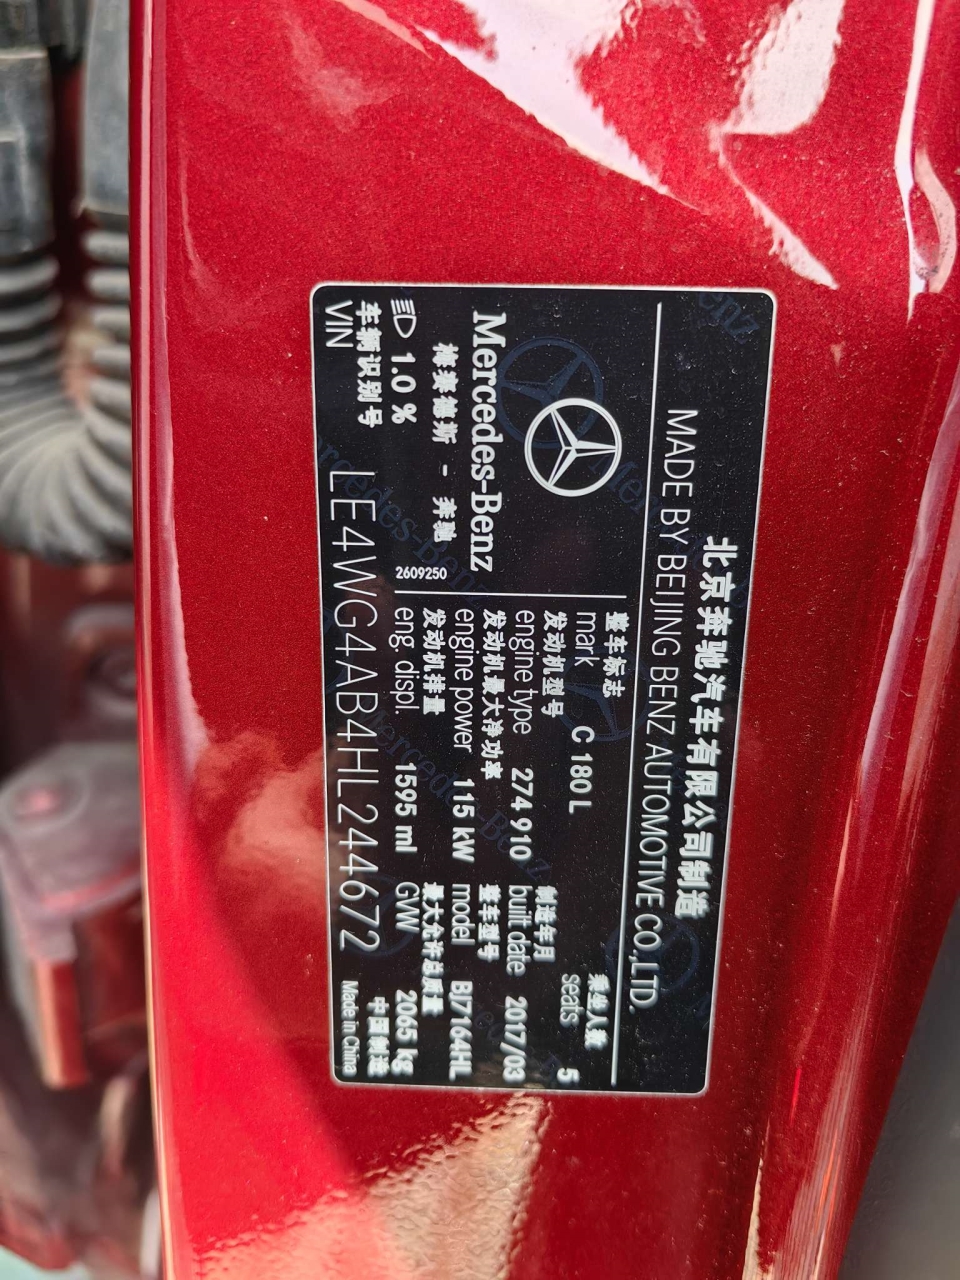 北京奔驰汽车有限公司制造
MADE BY BEIJING BENZ AUTOMOTIVE CO.,LTD.
Mercedes-Benz
梅赛德斯 - 奔驰
1.0 %
2609250
整车标志
mark C 180 L
乘坐人数
seats 5
发动机型号
engine type 274 910
制造年月
built date 2017/03
发动机最大净功率
engine power 115 kW
整车型号
model BJ7164HL
发动机排量
eng. displ. 1595 ml
最大允许总质量
GVW 2065 kg
车辆识别号
VIN LE4WG4AB4HL244672
中国制造
Made in China